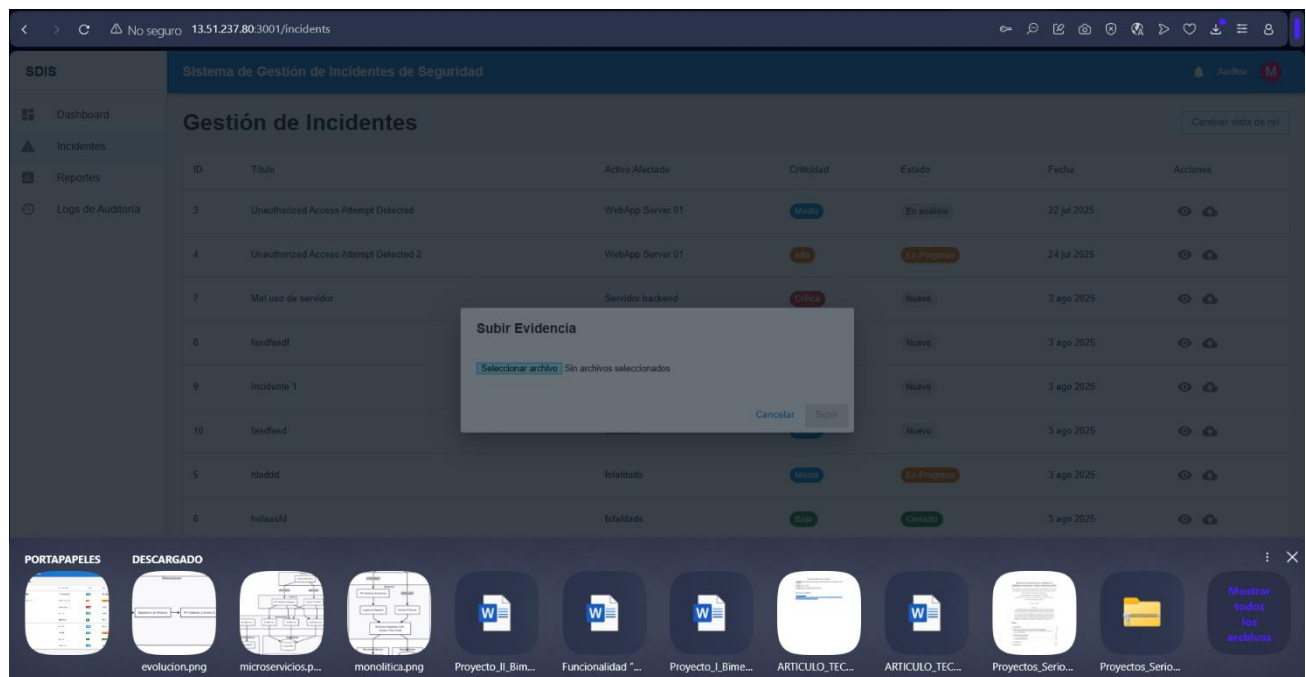 No seguro 13.51.237.80:3001/incidents
SDIS Sistema de Gestión de Incidentes de Seguridad Auditor M
Dashboard
Incidentes
Reportes
Logs de Auditoria
Gestión de Incidentes Cambiar vista de rol
ID Título Activo Afectado Criticidad Estado Fecha Acciones
3 Unauthorized Access Attempt Detected WebApp Server 01 Media En análisis 22 jul 2025
4 Unauthorized Access Attempt Detected 2 WebApp Server 01 Alta En Progreso 24 jul 2025
7 Mal uso de servidor Servidor backend Crítica Nuevo 3 ago 2025
8 fasdfasdf Nuevo 3 ago 2025
9 Incidente 1 Nuevo 3 ago 2025
10 fasdfasd Nuevo 3 ago 2025
5 Media En Progreso 3 ago 2025
6 Baja Cerrado 3 ago 2025
Subir Evidencia
Seleccionar archivo Sin archivos seleccionados
Cancelar Subir
PORTAPAPELES DESCARGADO
evolucion.png microservicios.p... monolitica.png Proyecto_II_Bim... Funcionalidad "... Proyecto_I_Bime... ARTICULO_TEC... ARTICULO_TEC... Proyectos_Serio... Proyectos_Serio...
Mostrar
todos
los
archivos